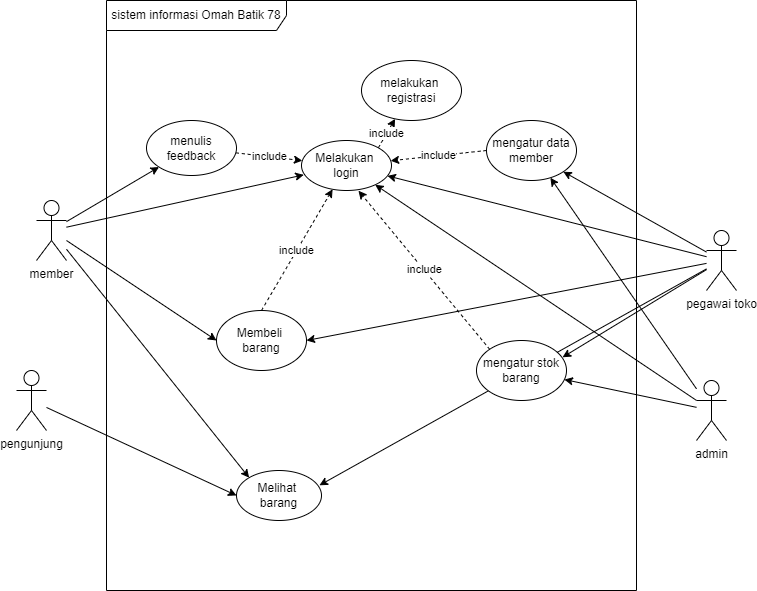 sistem informasi Omah Batik 78
melakukan
registrasi
include
menulis
feedback
include
Melakukan
login
include
mengatur data
member
member
include
include
pegawai toko
Membeli
barang
mengatur stok
barang
pengunjung
admin
Melihat
barang